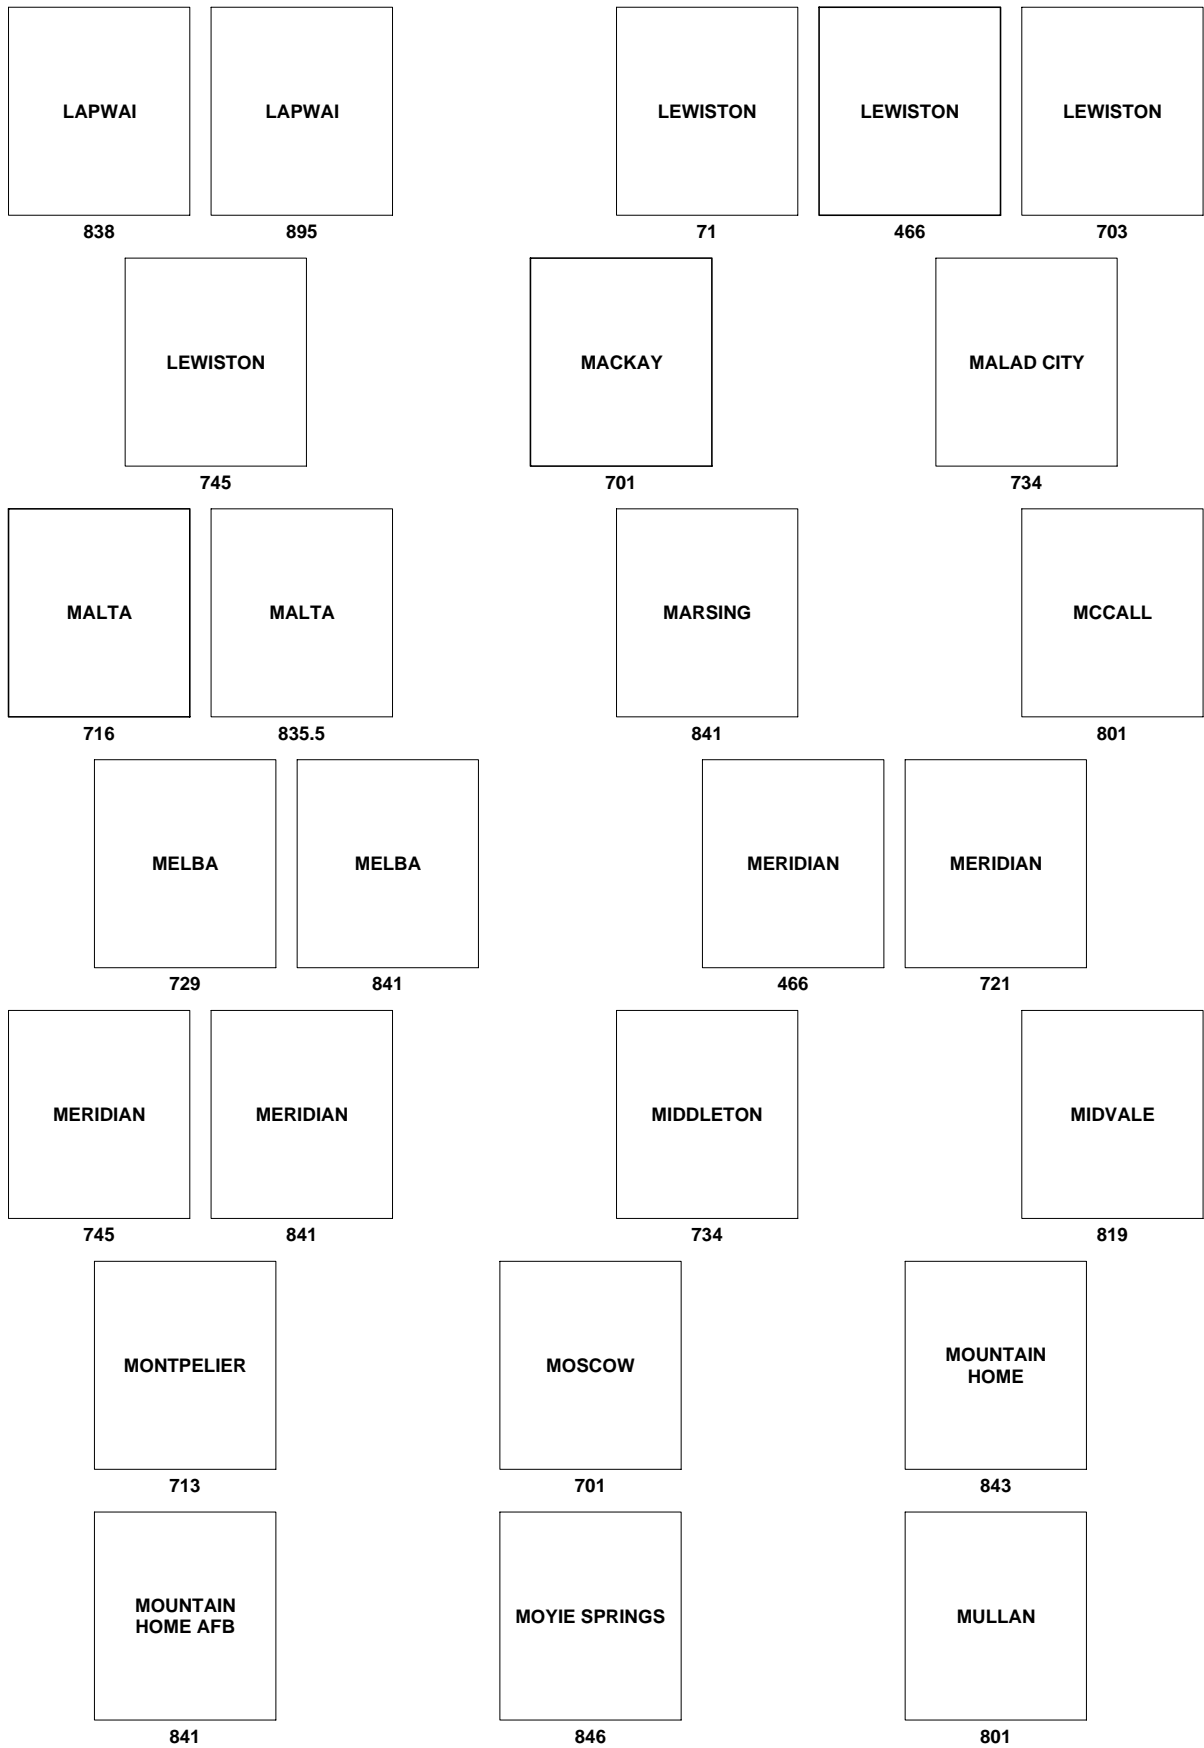 LAPWAI LAPWAI LEWISTON LEWISTON LEWISTON
838 895 71 466 703
LEWISTON MACKAY MALAD CITY
745 701 734
MALTA MALTA MARSING MCCALL
716 835.5 841 801
MELBA MELBA MERIDIAN MERIDIAN
729 841 466 721
MERIDIAN MERIDIAN MIDDLETON MIDVALE
745 841 734 819
MONTPELIER MOSCOW MOUNTAIN
HOME
713 701 843
MOUNTAIN
HOME AFB MOYIE SPRINGS MULLAN
841 846 801